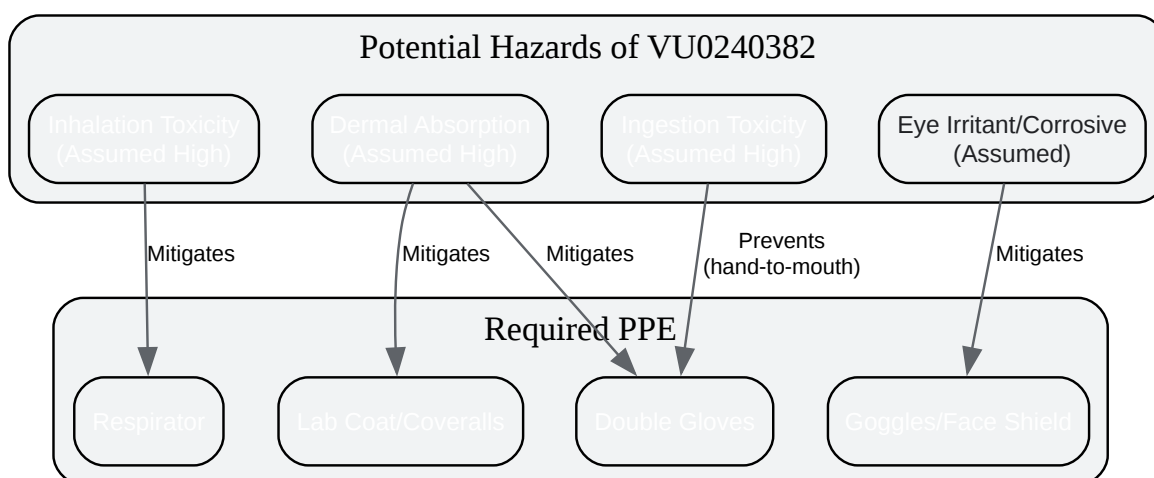 Potential Hazards of VU0240382
Inhalation Toxicity
(Assumed High)
Dermal Absorption
(Assumed High)
Ingestion Toxicity
(Assumed High)
Eye Irritant/Corrosive
(Assumed)
Mitigates
Mitigates
Mitigates
Prevents
(hand-to-mouth)
Mitigates
Required PPE
Respirator
Lab Coat/Coveralls
Double Gloves
Goggles/Face Shield